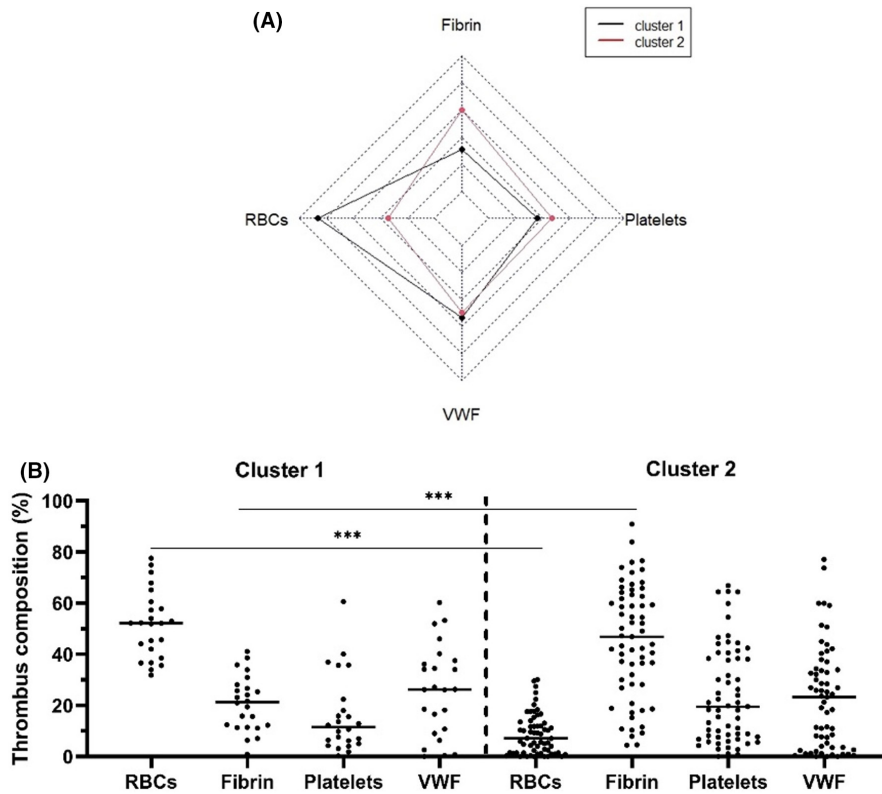 (A)
Fibrin
cluster 1
cluster 2
RBCs
Platelets
VWF
(B)
Cluster 1
Cluster 2
Thrombus composition (%)
100
80
60
40
20
0
***
***
RBCs Fibrin Platelets VWF RBCs Fibrin Platelets VWF